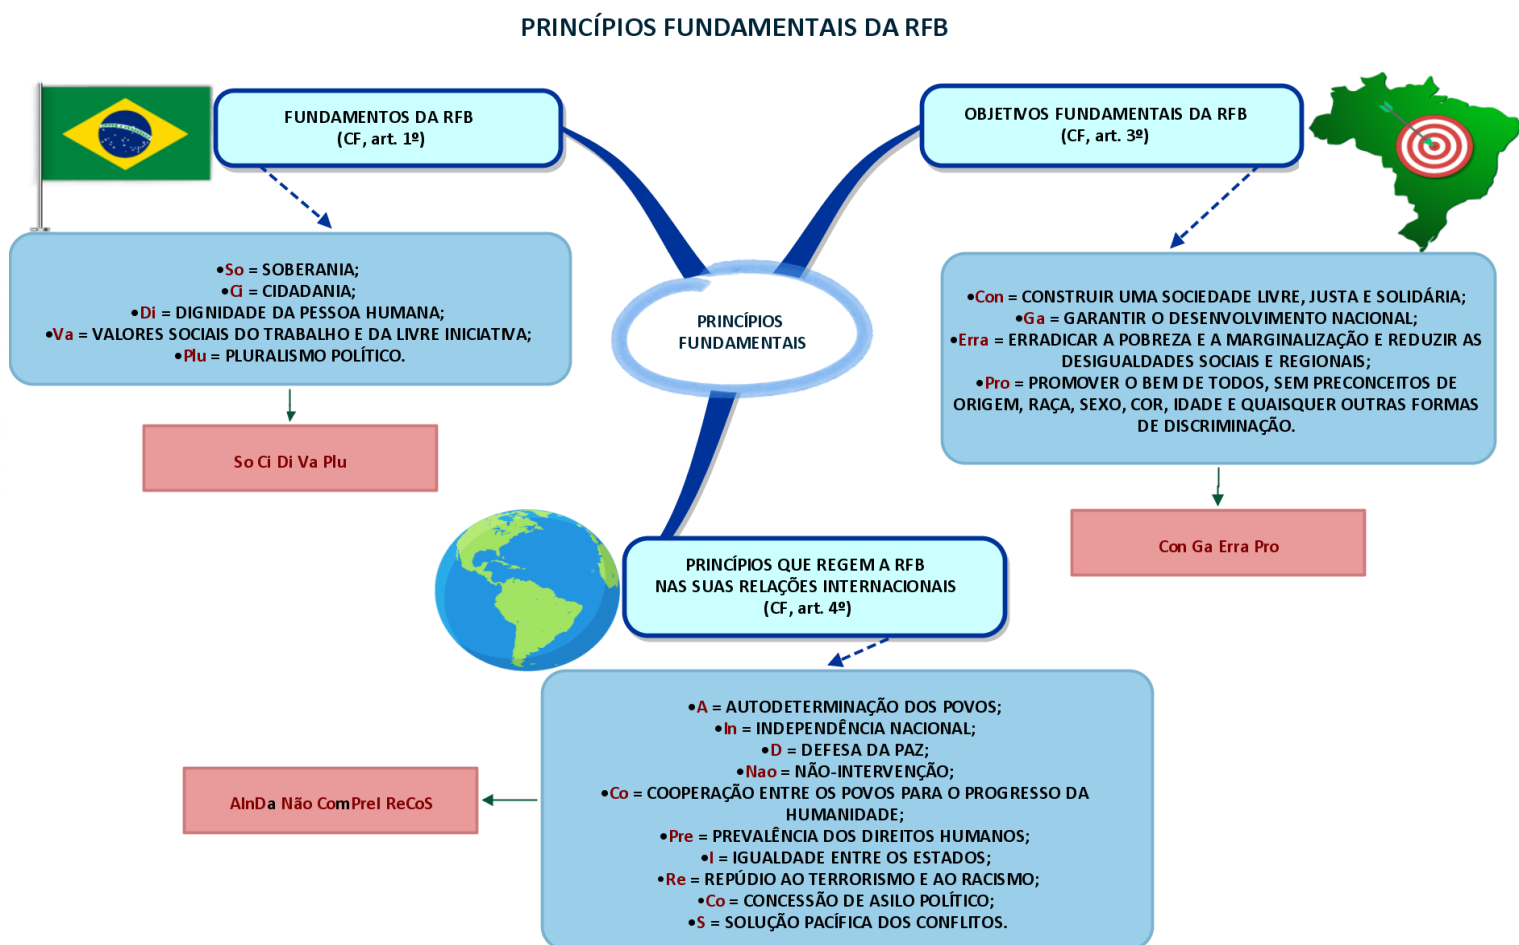 PRINCÍPIOS FUNDAMENTAIS DA RFB
FUNDAMENTOS DA RFB
(CF, art. 1º)
OBJETIVOS FUNDAMENTAIS DA RFB
(CF, art. 3º)
•So = SOBERANIA;
•Ci = CIDADANIA;
•Di = DIGNIDADE DA PESSOA HUMANA;
•Va = VALORES SOCIAIS DO TRABALHO E DA LIVRE INICIATIVA;
•Plu = PLURALISMO POLÍTICO.
So Ci Di Va Plu
PRINCÍPIOS
FUNDAMENTAIS
•Con = CONSTRUIR UMA SOCIEDADE LIVRE, JUSTA E SOLIDÁRIA;
•Ga = GARANTIR O DESENVOLVIMENTO NACIONAL;
•Erra = ERRADICAR A POBREZA E A MARGINALIZAÇÃO E REDUZIR AS
DESIGUALDADES SOCIAIS E REGIONAIS;
•Pro = PROMOVER O BEM DE TODOS, SEM PRECONCEITOS DE
ORIGEM, RAÇA, SEXO, COR, IDADE E QUAISQUER OUTRAS FORMAS
DE DISCRIMINAÇÃO.
Con Ga Erra Pro
PRINCÍPIOS QUE REGEM A RFB
NAS SUAS RELAÇÕES INTERNACIONAIS
(CF, art. 4º)
•A = AUTODETERMINAÇÃO DOS POVOS;
•In = INDEPENDÊNCIA NACIONAL;
•D = DEFESA DA PAZ;
•Nao = NÃO-INTERVENÇÃO;
•Co = COOPERAÇÃO ENTRE OS POVOS PARA O PROGRESSO DA
HUMANIDADE;
•Pre = PREVALÊNCIA DOS DIREITOS HUMANOS;
•I = IGUALDADE ENTRE OS ESTADOS;
•Re = REPÚDIO AO TERRORISMO E AO RACISMO;
•Co = CONCESSÃO DE ASILO POLÍTICO;
•S = SOLUÇÃO PACÍFICA DOS CONFLITOS.
AInDa Não ComPreI ReCoS